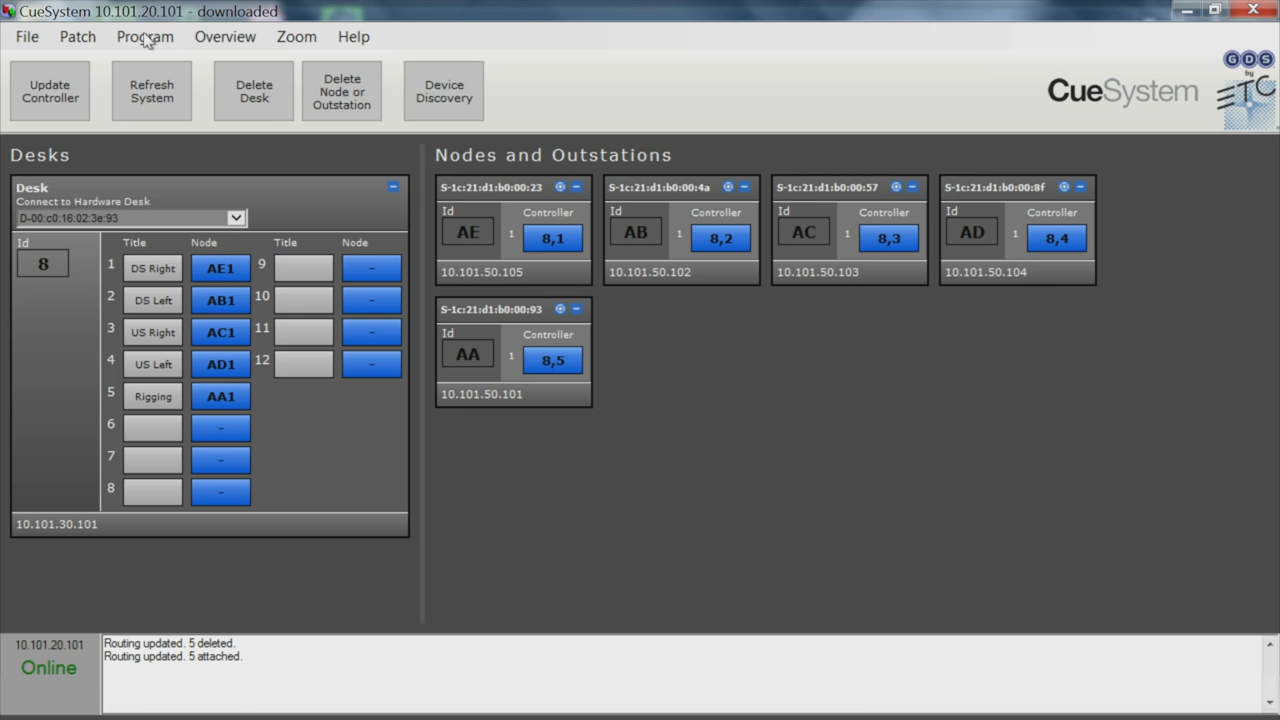 CueSystem 10.101.20.101 - downloaded
File Patch Program Overview Zoom Help
Update Controller
Refresh System
Delete Desk
Delete Node or Outstation
Device Discovery
CueSystem
GDS
by
ETC
Desks
Nodes and Outstations
Desk
Connect to Hardware Desk
D-00:c0:16:02:3e:93
Id
8
Title Node Title Node
1 DS Right AE1 9 -
2 DS Left AB1 10 -
3 US Right AC1 11 -
4 US Left AD1 12 -
5 Rigging AA1
6 -
7 -
8 -
10.101.30.101
S-1c:21:d1:b0:00:23
Id Controller
AE 1 8,1
10.101.50.105
S-1c:21:d1:b0:00:4a
Id Controller
AB 1 8,2
10.101.50.102
S-1c:21:d1:b0:00:57
Id Controller
AC 1 8,3
10.101.50.103
S-1c:21:d1:b0:00:8f
Id Controller
AD 1 8,4
10.101.50.104
S-1c:21:d1:b0:00:93
Id Controller
AA 1 8,5
10.101.50.101
10.101.20.101
Online
Routing updated. 5 deleted.
Routing updated. 5 attached.